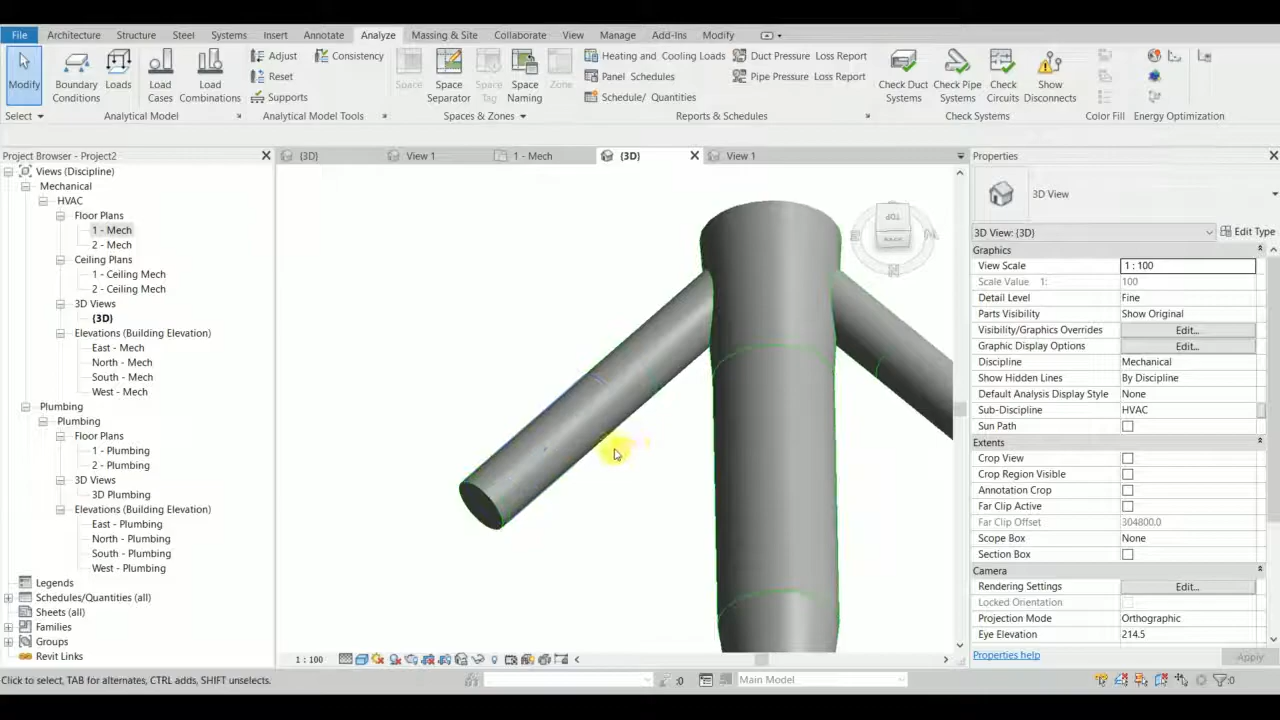 File Architecture Structure Steel Systems Insert Annotate Analyze Massing & Site Collaborate View Manage Add-Ins Modify
Modify
Boundary Conditions
Loads
Load Cases
Load Combinations
Adjust
Consistency
Reset
Supports
Space
Space Separator
Space Tag
Space Naming
Zone
Heating and Cooling Loads
Panel Schedules
Schedule/ Quantities
Duct Pressure Loss Report
Pipe Pressure Loss Report
Check Duct Systems
Check Pipe Systems
Check Circuits
Show Disconnects
Select
Analytical Model
Analytical Model Tools
Spaces & Zones
Reports & Schedules
Check Systems
Color Fill
Energy Optimization
Project Browser - Project2
(3D)
View 1
1 - Mech
(3D)
View 1
Properties
Views (Discipline)
Mechanical
HVAC
Floor Plans
1 - Mech
2 - Mech
Ceiling Plans
1 - Ceiling Mech
2 - Ceiling Mech
3D Views
(3D)
Elevations (Building Elevation)
East - Mech
North - Mech
South - Mech
West - Mech
Plumbing
Plumbing
Floor Plans
1 - Plumbing
2 - Plumbing
3D Views
3D Plumbing
Elevations (Building Elevation)
East - Plumbing
North - Plumbing
South - Plumbing
West - Plumbing
Legends
Schedules/Quantities (all)
Sheets (all)
Families
Groups
Revit Links
TOP
BACK
N
3D View
3D View: (3D)
Edit Type
Graphics
View Scale 1 : 100
Scale Value 1: 100
Detail Level Fine
Parts Visibility Show Original
Visibility/Graphics Overrides Edit...
Graphic Display Options Edit...
Discipline Mechanical
Show Hidden Lines By Discipline
Default Analysis Display Style None
Sub-Discipline HVAC
Sun Path
Extents
Crop View
Crop Region Visible
Annotation Crop
Far Clip Active
Far Clip Offset 304800.0
Scope Box None
Section Box
Camera
Rendering Settings Edit...
Locked Orientation
Projection Mode Orthographic
Eye Elevation 214.5
Properties help
Apply
1 : 100
Click to select, TAB for alternates, CTRL adds, SHIFT unselects.
:0
Main Model
:0